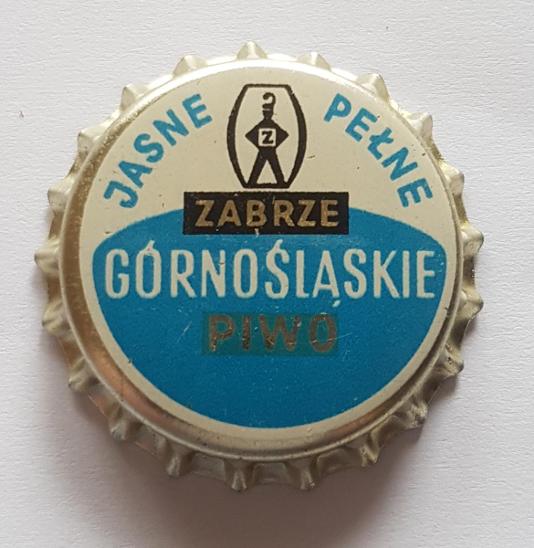 JASNE PEŁNE
Z
ZABRZE
GÓRNOŚLĄSKIE
PIWO